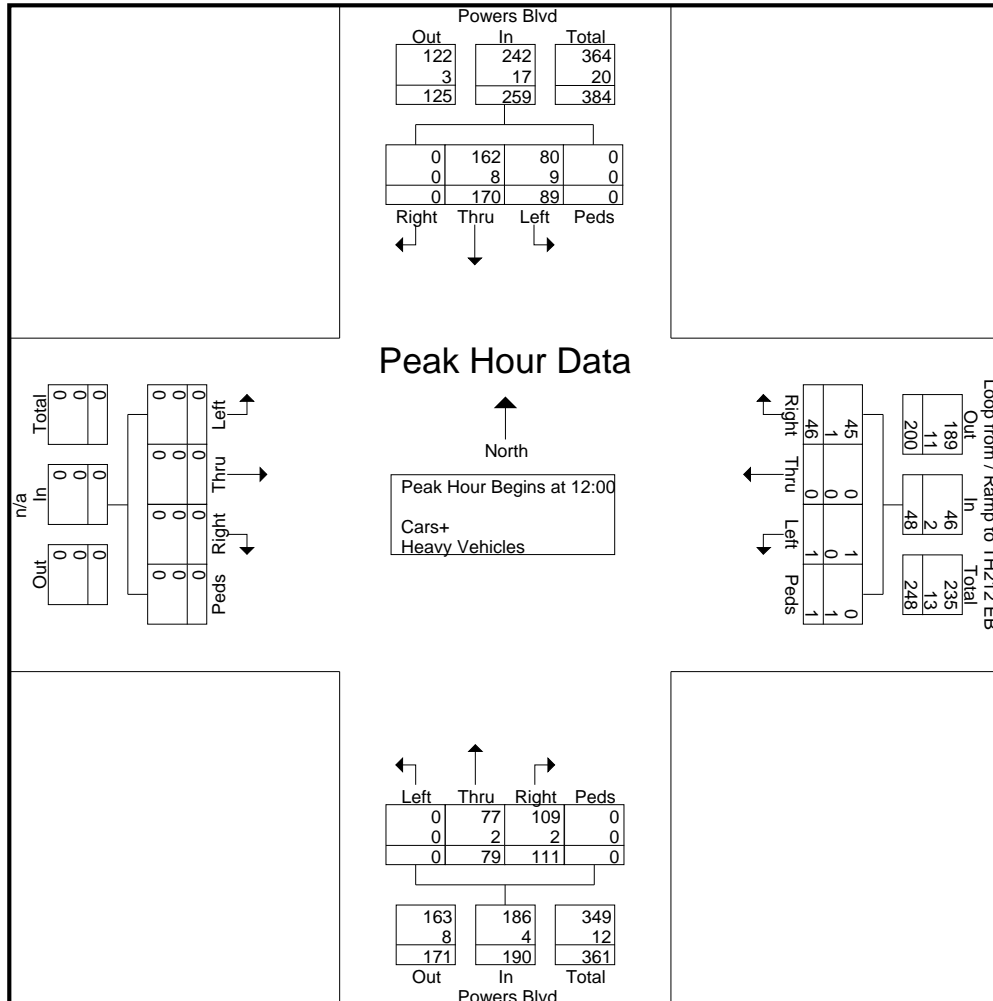 Powers Blvd
Out In Total
122 242 364
3 17 20
125 259 384
0 162 80 0
0 8 9 0
0 170 89 0
Right Thru Left Peds
Peak Hour Data
North
Peak Hour Begins at 12:00
Cars+
Heavy Vehicles
n/a
Total In Out
0 0 0
0 0 0
0 0 0
0 0 0
0 0 0
0 0 0
0 0 0
Left Thru Right Peds
Loop from / Ramp to TH212 EB
Out In Total
189 46 235
11 2 13
200 48 248
45 0 1 0
1 0 0 1
46 0 1 1
Right Thru Left Peds
Left Thru Right Peds
0 77 109 0
0 2 2 0
0 79 111 0
163 186 349
8 4 12
171 190 361
Out In Total
Powers Blvd